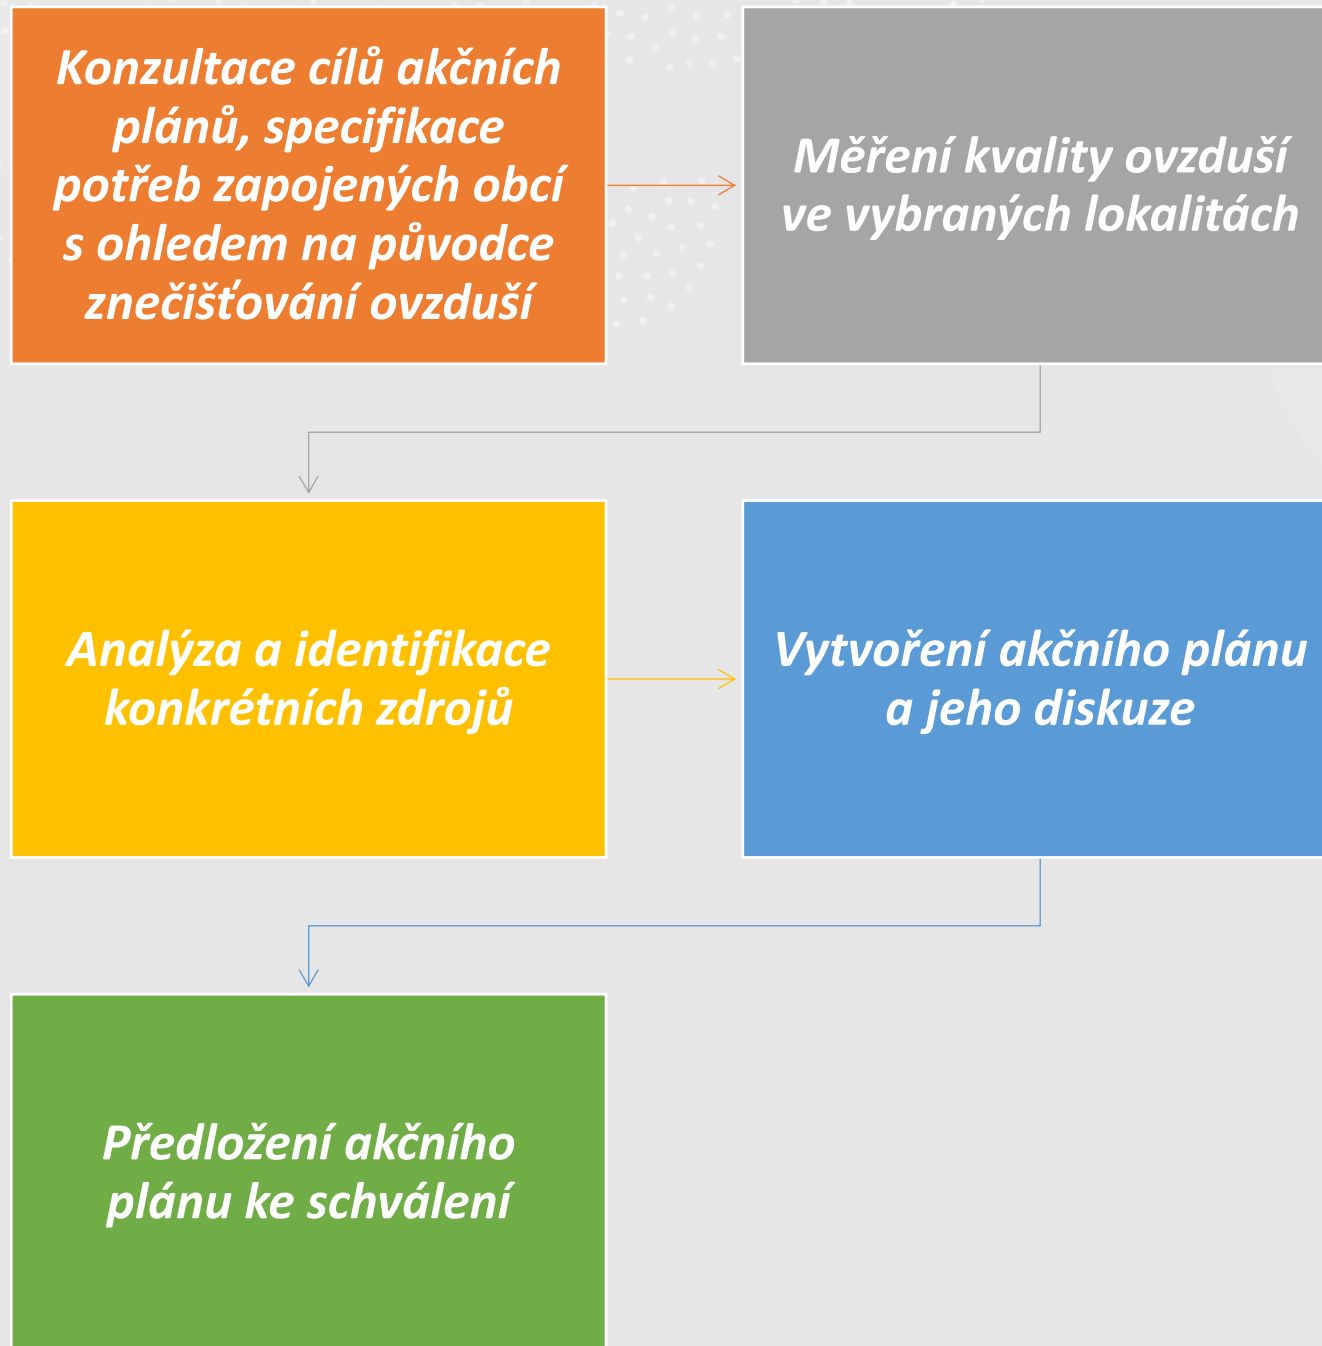 Konzultace cílů akčních
plánů, specifikace
potřeb zapojených obcí
s ohledem na původce
znečišťování ovzduší
Měření kvality ovzduší
ve vybraných lokalitách
Analýza a identifikace
konkrétních zdrojů
Vytvoření akčního plánu
a jeho diskuze
Předložení akčního
plánu ke schválení